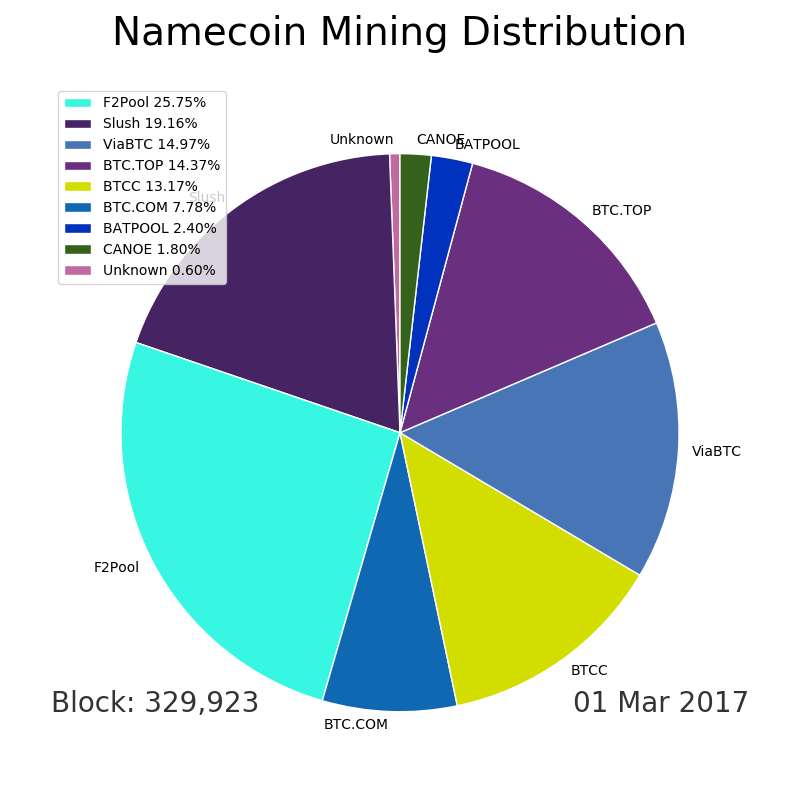 Namecoin Mining Distribution
F2Pool 25.75%
Slush 19.16%
ViaBTC 14.97%
BTC.TOP 14.37%
BTCC 13.17%
BTC.COM 7.78%
BATPOOL 2.40%
CANOE 1.80%
Unknown 0.60%
Unknown
CANOE
BATPOOL
Slush
BTC.TOP
ViaBTC
F2Pool
BTCC
BTC.COM
Block: 329,923
01 Mar 2017